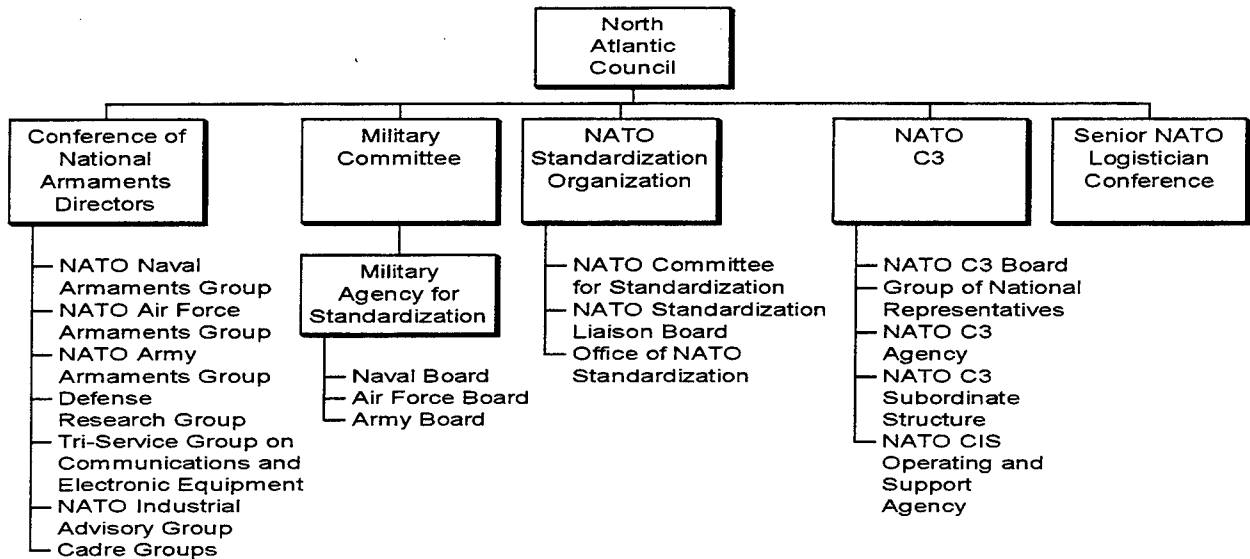 North
Atlantic
Council
Conference of
National
Armaments
Directors
Military
Committee
NATO
Standardization
Organization
NATO
C3
Senior NATO
Logistician
Conference
NATO Naval
Armaments Group
NATO Air Force
Armaments Group
NATO Army
Armaments Group
Defense
Research Group
Tri-Service Group on
Communications and
Electronic Equipment
NATO Industrial
Advisory Group
Cadre Groups
Military
Agency for
Standardization
Naval Board
Air Force Board
Army Board
NATO Committee
for Standardization
NATO Standardization
Liaison Board
Office of NATO
Standardization
NATO C3 Board
Group of National
Representatives
NATO C3
Agency
NATO C3
Subordinate
Structure
NATO CIS
Operating and
Support
Agency